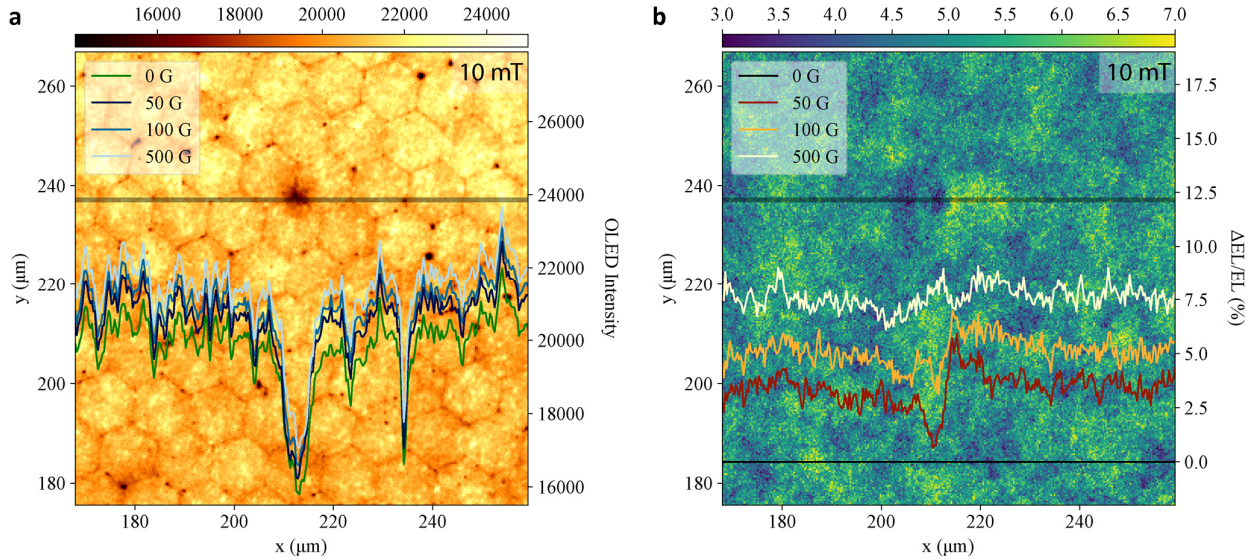 a
16000 18000 20000 22000 24000
0 G
50 G
100 G
500 G
10 mT
260
240
220
200
180
y (μm)
180 200 220 240
x (μm)
26000
24000
22000
20000
18000
16000
OLED Intensity
b
3.0 3.5 4.0 4.5 5.0 5.5 6.0 6.5 7.0
0 G
50 G
100 G
500 G
10 mT
260
240
220
200
180
y (μm)
180 200 220 240
x (μm)
17.5
15.0
12.5
10.0
7.5
5.0
2.5
0.0
ΔEL/EL (%)